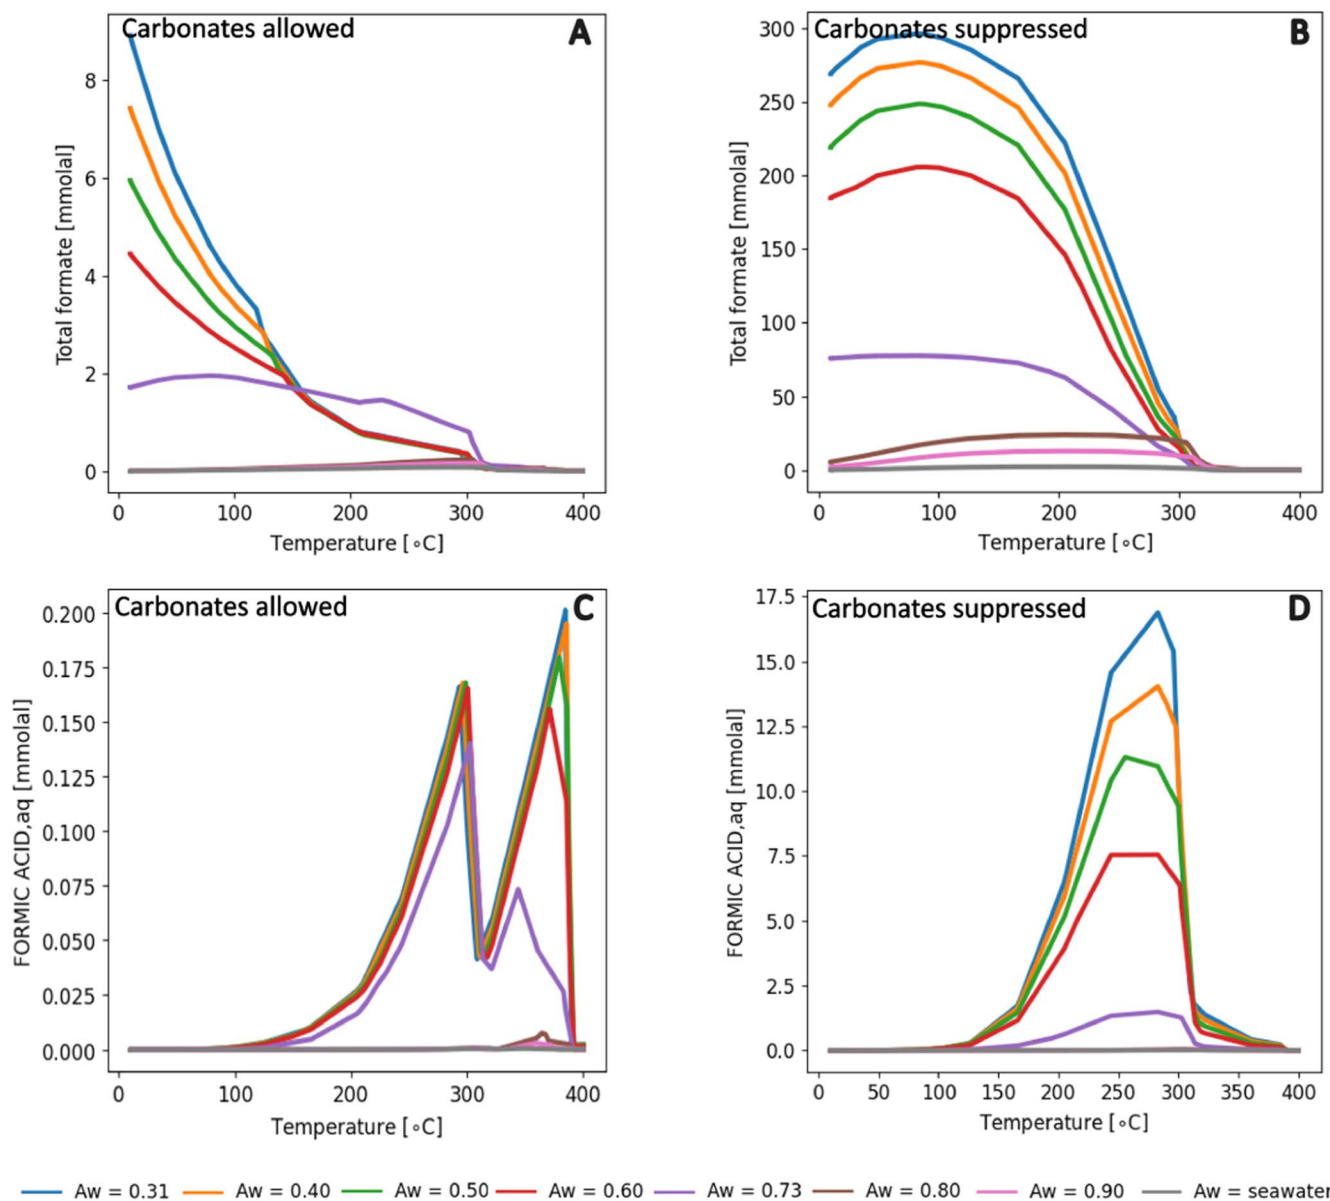 Carbonates allowed
A
Total formate [mmolal]
8
6
4
2
0
0 100 200 300 400
Temperature [∘C]
Carbonates suppressed
B
Total formate [mmolal]
300
250
200
150
100
50
0
0 100 200 300 400
Temperature [∘C]
Carbonates allowed
C
FORMIC ACID,aq [mmolal]
0.200
0.175
0.150
0.125
0.100
0.075
0.050
0.025
0.000
0 100 200 300 400
Temperature [∘C]
Carbonates suppressed
D
FORMIC ACID,aq [mmolal]
17.5
15.0
12.5
10.0
7.5
5.0
2.5
0.0
0 50 100 150 200 250 300 350 400
Temperature [∘C]
Aw = 0.31 Aw = 0.40 Aw = 0.50 Aw = 0.60 Aw = 0.73 Aw = 0.80 Aw = 0.90 Aw = seawater